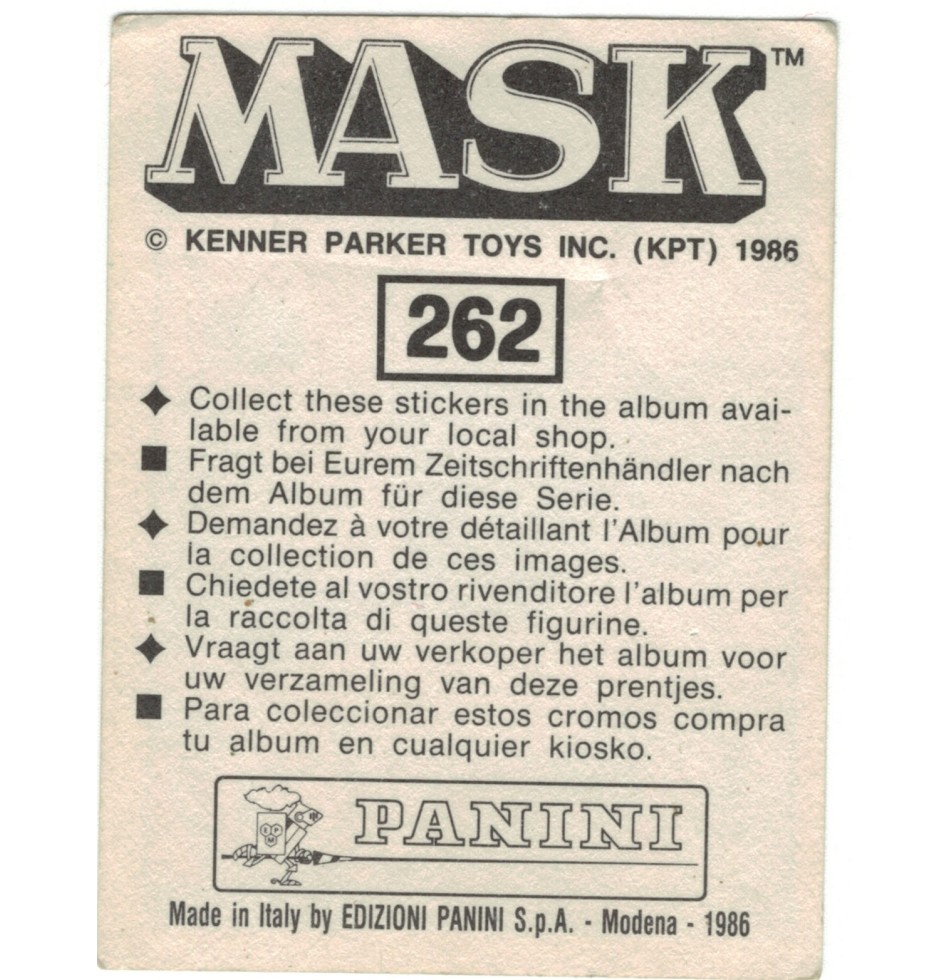 MASK™
© KENNER PARKER TOYS INC. (KPT) 1986
262
Collect these stickers in the album avai-
lable from your local shop.
Fragt bei Eurem Zeitschriftenhändler nach
dem Album für diese Serie.
Demandez à votre détaillant l'Album pour
la collection de ces images.
Chiedete al vostro rivenditore l'album per
la raccolta di queste figurine.
Vraagt aan uw verkoper het album voor
uw verzameling van deze prentjes.
Para coleccionar estos cromos compra
tu album en cualquier kiosko.
EPM
PANINI
Made in Italy by EDIZIONI PANINI S.p.A. - Modena - 1986